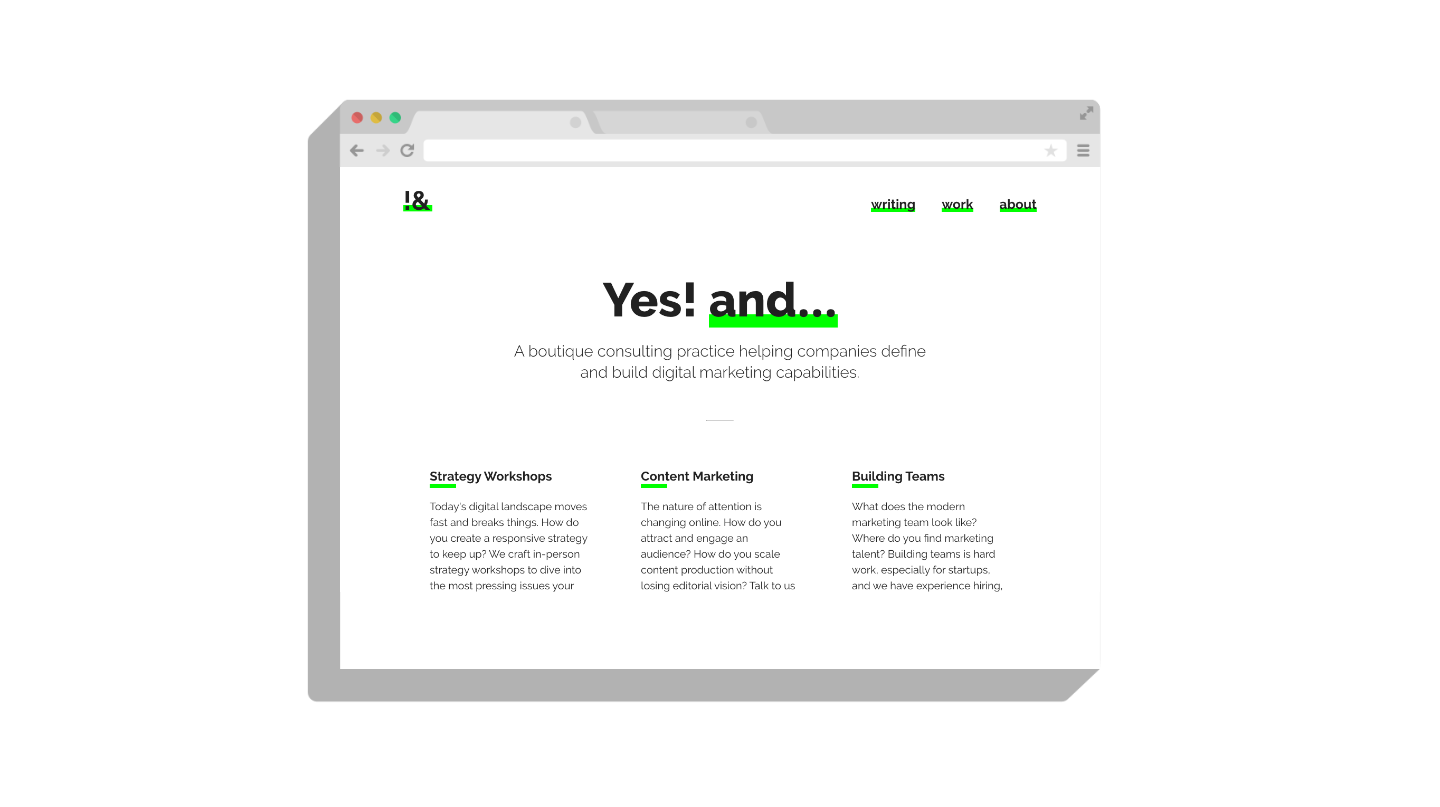 !&
writing work about
Yes! and...
A boutique consulting practice helping companies define
and build digital marketing capabilities.
Strategy Workshops
Today's digital landscape moves
fast and breaks things. How do
you create a responsive strategy
to keep up? We craft in-person
strategy workshops to dive into
the most pressing issues your
Content Marketing
The nature of attention is
changing online. How do you
attract and engage an
audience? How do you scale
content production without
losing editorial vision? Talk to us
Building Teams
What does the modern
marketing team look like?
Where do you find marketing
talent? Building teams is hard
work, especially for startups,
and we have experience hiring,